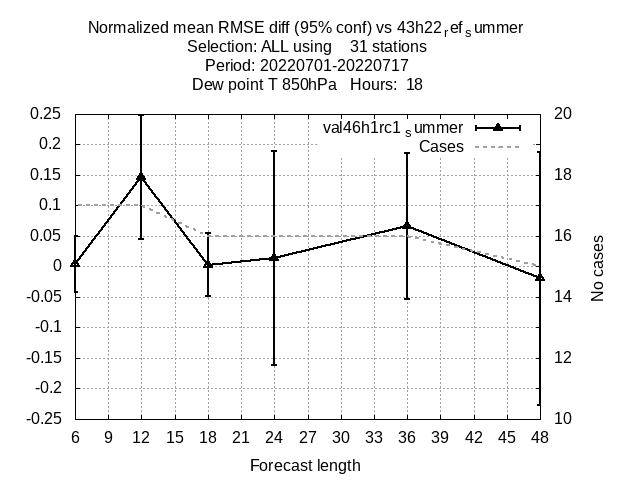 Normalized mean RMSE diff (95% conf) vs 43h22ref summer
Selection: ALL using 31 stations
Period: 20220701-20220717
Dew point T 850hPa Hours: 18
0.25
0.2
0.15
0.1
0.05
0
-0.05
-0.1
-0.15
-0.2
-0.25
val46h1rc1summer
Cases
20
18
16
14
12
10
No cases
6 9 12 15 18 21 24 27 30 33 36 39 42 45 48
Forecast length